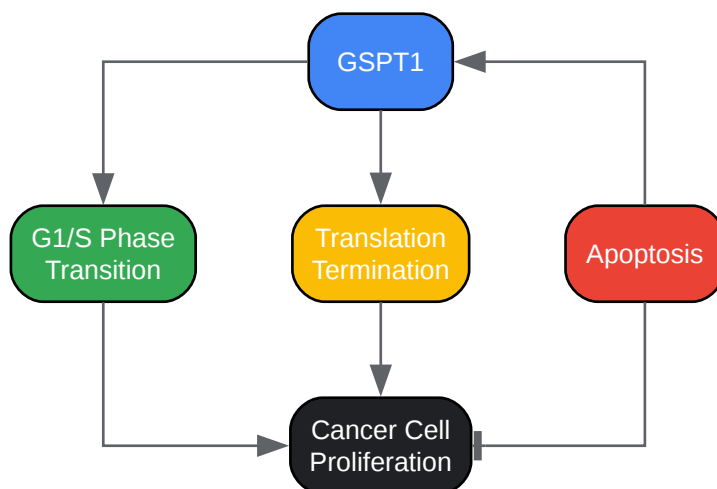 GSPT1
G1/S Phase
Transition
Translation
Termination
Apoptosis
Cancer Cell
Proliferation